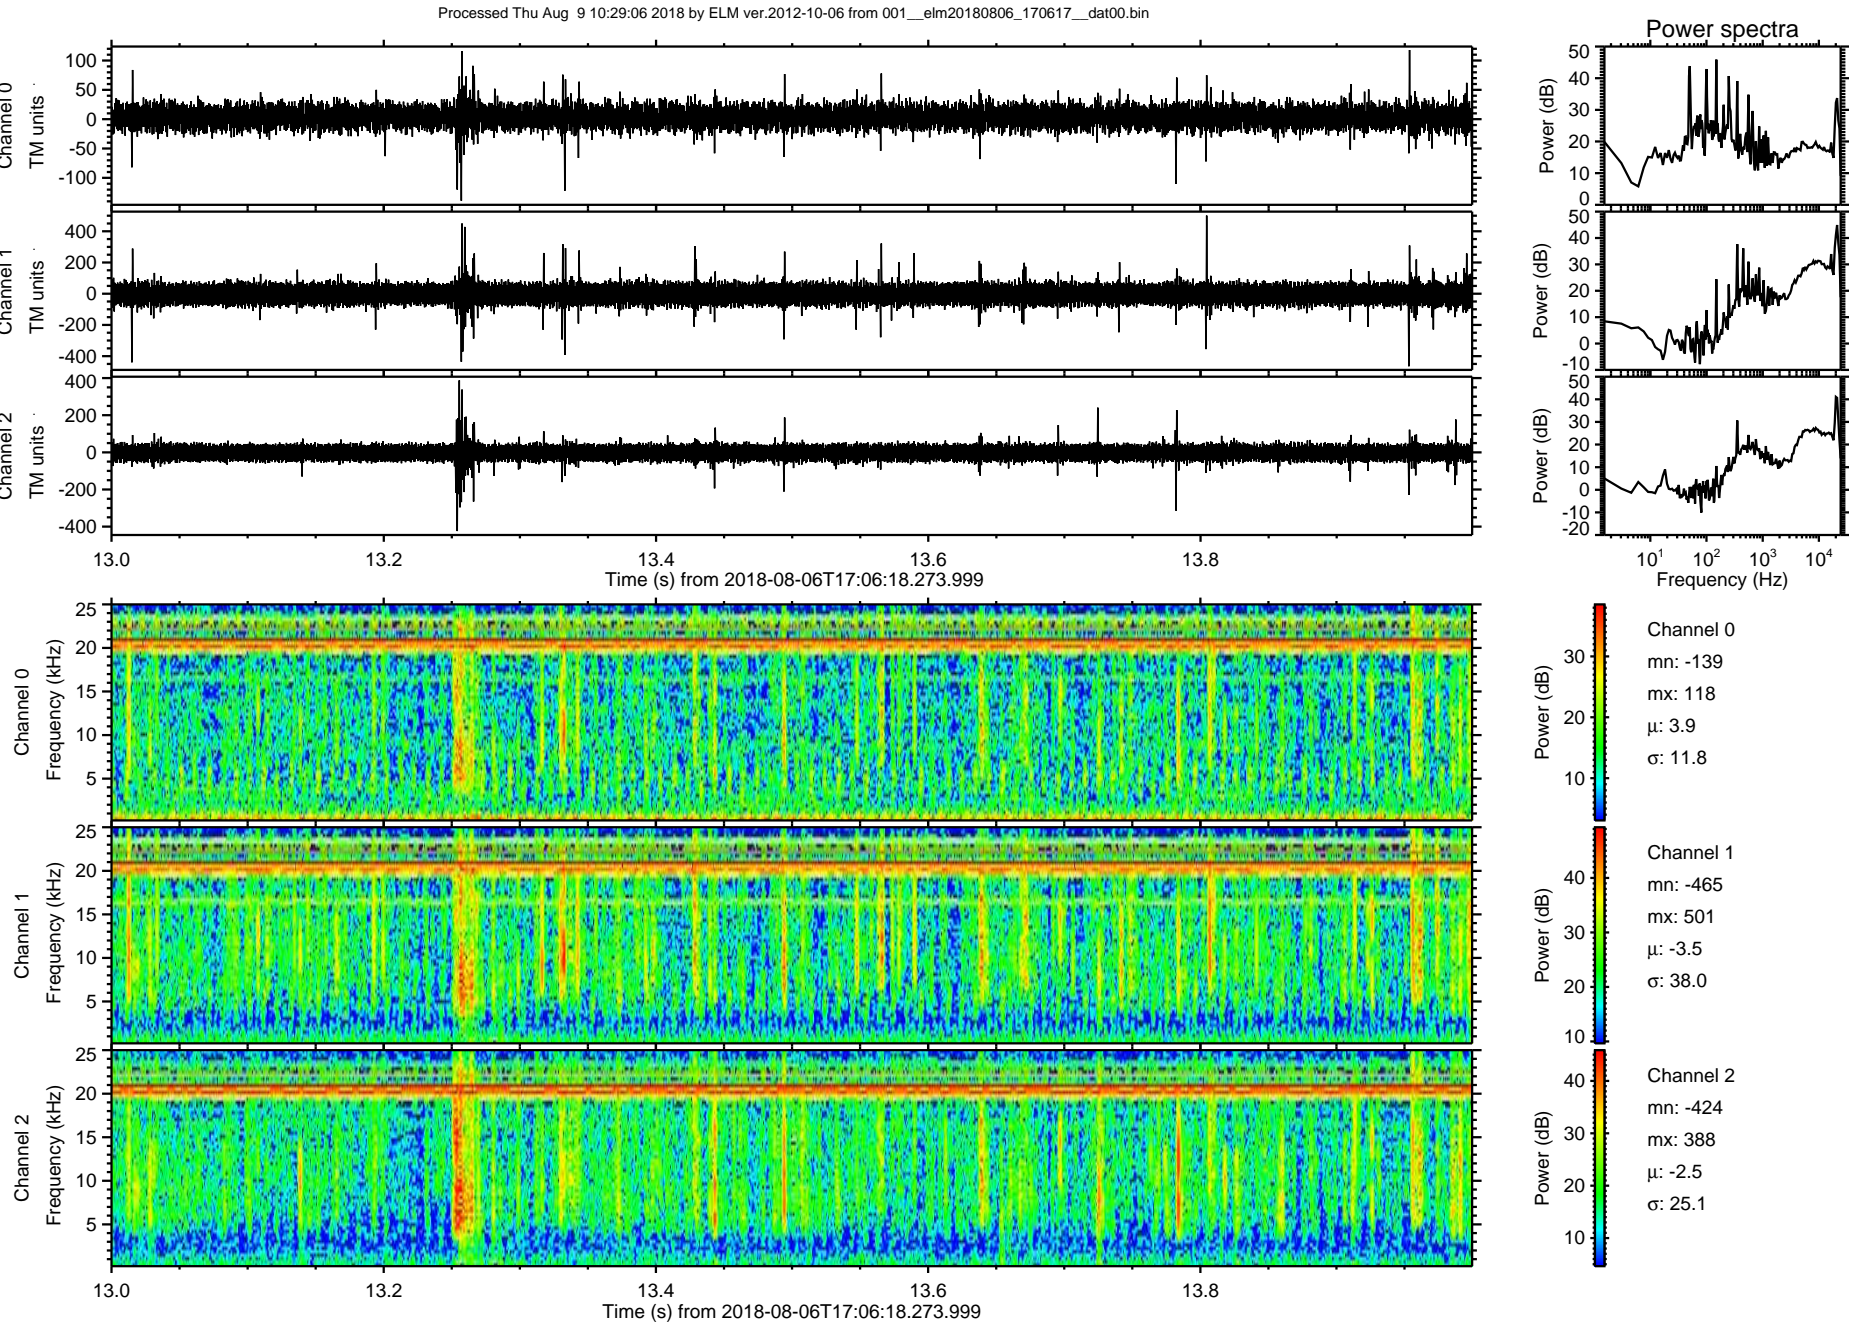 Processed Thu Aug  9 10:29:06 2018 by ELM ver.2012-10-06 from 001__elm20180806_170617__dat00.bin
Power spectra
Channel 0
TM units
100
50
0
-50
-100
Power (dB)
50
40
30
20
10
0
Channel 1
TM units
400
200
0
-200
-400
Power (dB)
50
40
30
20
10
0
-10
Channel 2
TM units
400
200
0
-200
-400
Power (dB)
50
40
30
20
10
0
-10
-20
13.0 13.2 13.4 13.6 13.8
Time (s) from 2018-08-06T17:06:18.273.999
10^1 10^2 10^3 10^4
Frequency (Hz)
Channel 0
Frequency (kHz)
25
20
15
10
5
Power (dB)
30
20
10
Channel 0
mn: -139
mx: 118
μ: 3.9
σ: 11.8
Channel 1
Frequency (kHz)
25
20
15
10
5
Power (dB)
40
30
20
10
Channel 1
mn: -465
mx: 501
μ: -3.5
σ: 38.0
Channel 2
Frequency (kHz)
25
20
15
10
5
Power (dB)
40
30
20
10
Channel 2
mn: -424
mx: 388
μ: -2.5
σ: 25.1
13.0 13.2 13.4 13.6 13.8
Time (s) from 2018-08-06T17:06:18.273.999